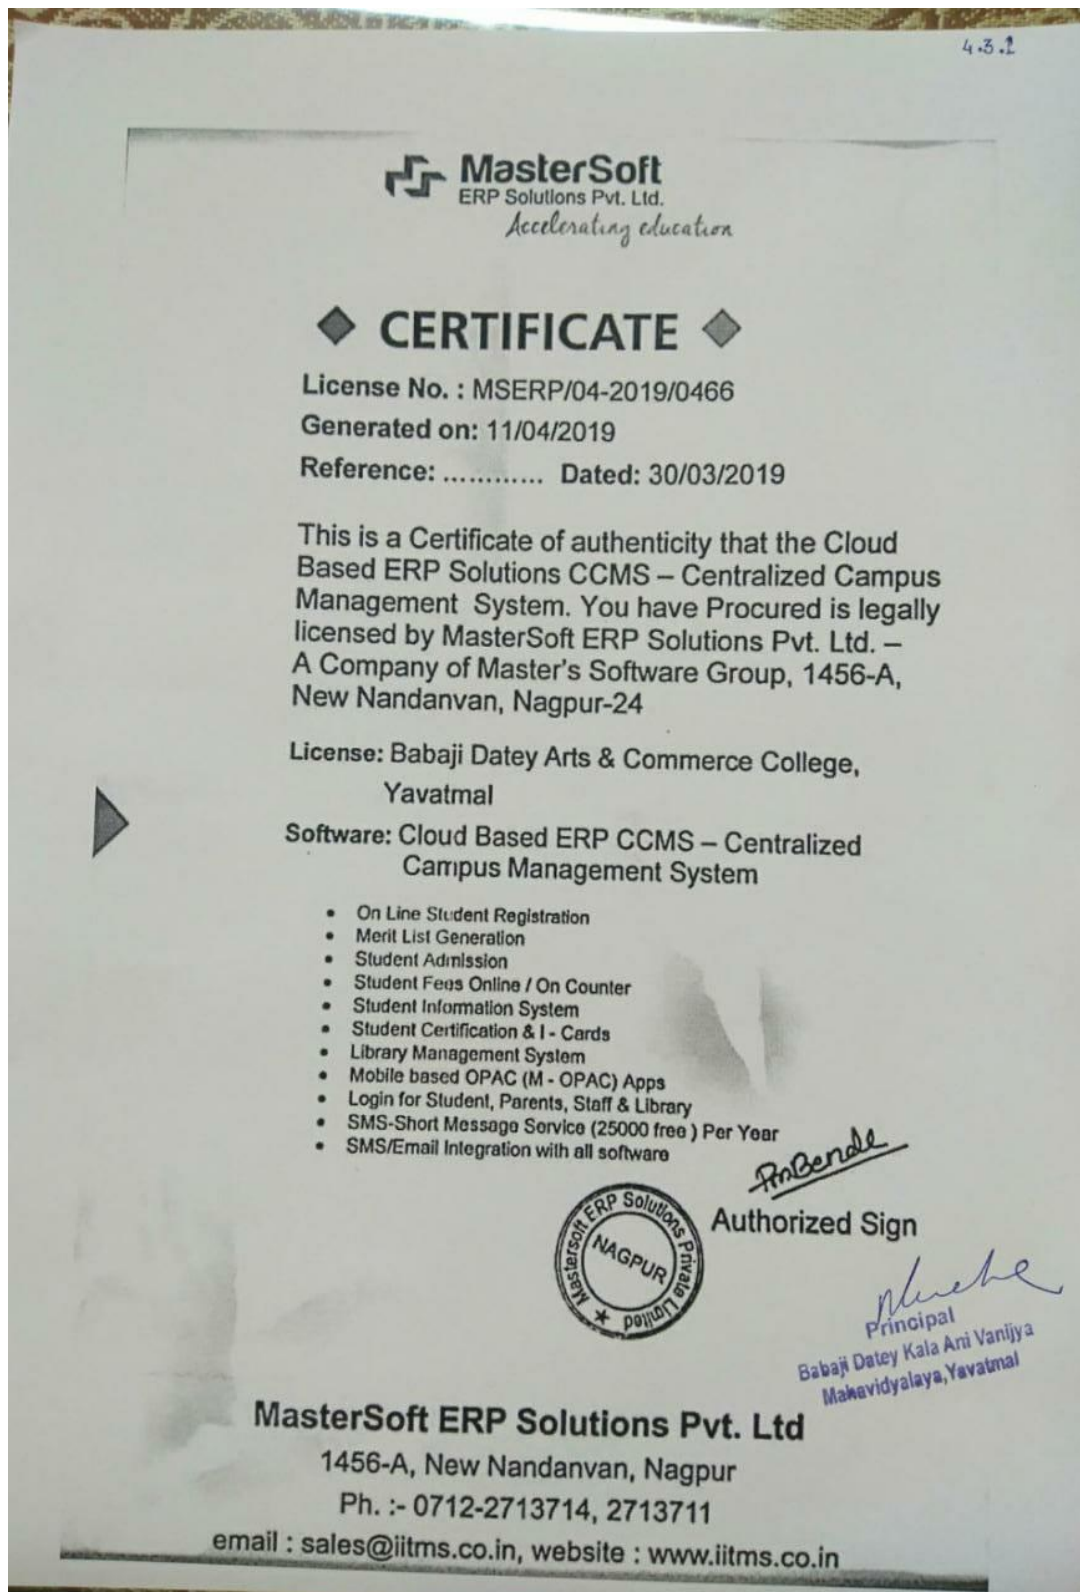 4.3.2
MasterSoft
ERP Solutions Pvt. Ltd.
Accelerating education
CERTIFICATE
License No. : MSERP/04-2019/0466
Generated on: 11/04/2019
Reference: ............ Dated: 30/03/2019
This is a Certificate of authenticity that the Cloud
Based ERP Solutions CCMS – Centralized Campus
Management System. You have Procured is legally
licensed by MasterSoft ERP Solutions Pvt. Ltd. –
A Company of Master's Software Group, 1456-A,
New Nandanvan, Nagpur-24
License: Babaji Datey Arts & Commerce College,
Yavatmal
Software: Cloud Based ERP CCMS – Centralized
Campus Management System
• On Line Student Registration
• Merit List Generation
• Student Admission
• Student Fees Online / On Counter
• Student Information System
• Student Certification & I - Cards
• Library Management System
• Mobile based OPAC (M - OPAC) Apps
• Login for Student, Parents, Staff & Library
• SMS-Short Message Service (25000 free ) Per Year
• SMS/Email Integration with all software
Authorized Sign
Mastersoft ERP Solutions Private Limited
NAGPUR
Principal
Babaji Datey Kala Ani Vanijya
Mahavidyalaya,Yavatmal
MasterSoft ERP Solutions Pvt. Ltd
1456-A, New Nandanvan, Nagpur
Ph. :- 0712-2713714, 2713711
email : sales@iitms.co.in, website : www.iitms.co.in